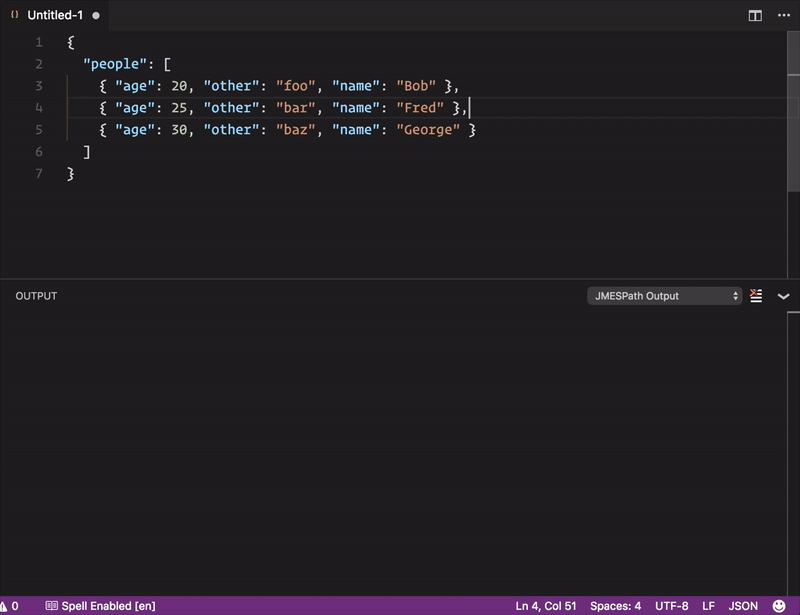 Untitled-1
1 {
2   "people": [
3     { "age": 20, "other": "foo", "name": "Bob" },
4     { "age": 25, "other": "bar", "name": "Fred" },
5     { "age": 30, "other": "baz", "name": "George" }
6   ]
7 }
OUTPUT JMESPath Output
0 Spell Enabled [en] Ln 4, Col 51 Spaces: 4 UTF-8 LF JSON